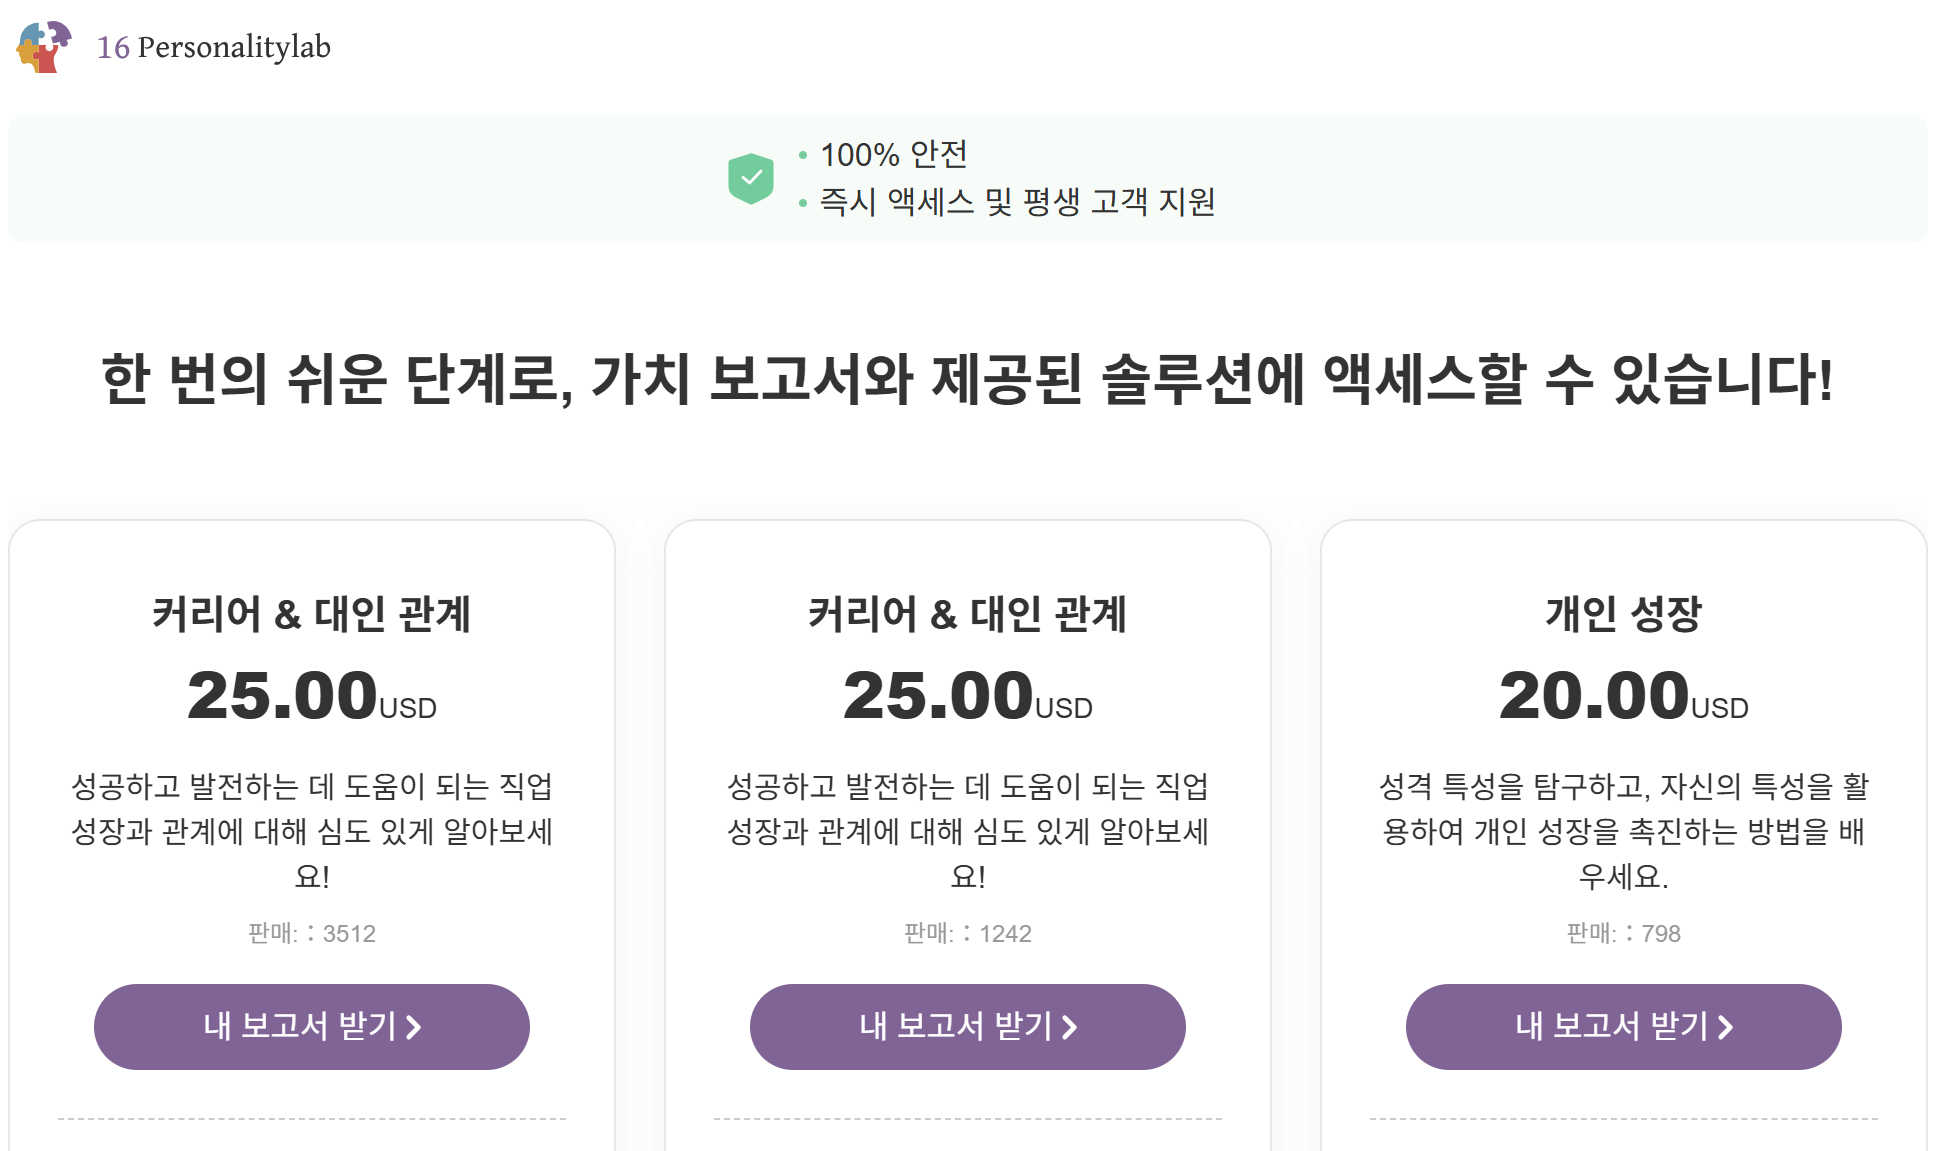 16 Personalitylab
100% 안전
즉시 액세스 및 평생 고객 지원
한 번의 쉬운 단계로, 가치 보고서와 제공된 솔루션에 액세스할 수 있습니다!
커리어 & 대인 관계
25.00USD
성공하고 발전하는 데 도움이 되는 직업
성장과 관계에 대해 심도 있게 알아보세
요!
판매:：3512
내 보고서 받기
커리어 & 대인 관계
25.00USD
성공하고 발전하는 데 도움이 되는 직업
성장과 관계에 대해 심도 있게 알아보세
요!
판매:：1242
내 보고서 받기
개인 성장
20.00USD
성격 특성을 탐구하고, 자신의 특성을 활
용하여 개인 성장을 촉진하는 방법을 배
우세요.
판매:：798
내 보고서 받기